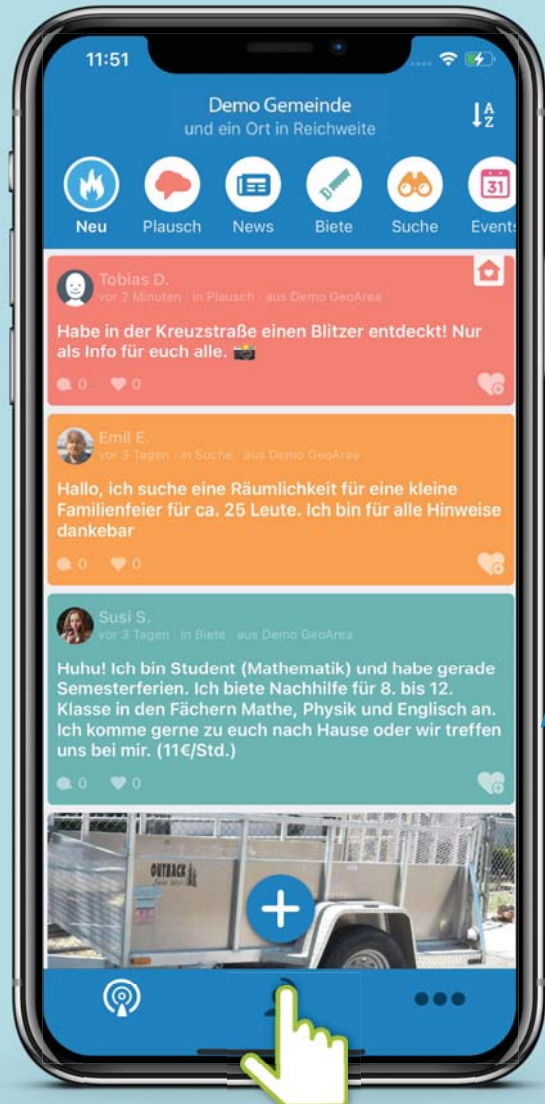 11:51
Demo Gemeinde
und ein Ort in Reichweite
A
Z
31
Neu Plausch News Biete Suche Events
Tobias D.
vor 2 Minuten · in Plausch · aus Demo GeoArea
Habe in der Kreuzstraße einen Blitzer entdeckt! Nur
als Info für euch alle. 📸
0 0
Emil E.
vor 3 Tagen · in Suche · aus Demo GeoArea
Hallo, ich suche eine Räumlichkeit für eine kleine
Familienfeier für ca. 25 Leute. Ich bin für alle Hinweise
dankebar
0 0
Susi S.
vor 3 Tagen · in Biete · aus Demo GeoArea
Huhu! Ich bin Student (Mathematik) und habe gerade
Semesterferien. Ich biete Nachhilfe für 8. bis 12.
Klasse in den Fächern Mathe, Physik und Englisch an.
Ich komme gerne zu euch nach Hause oder wir treffen
uns bei mir. (11€/Std.)
0 0
OUTBACK